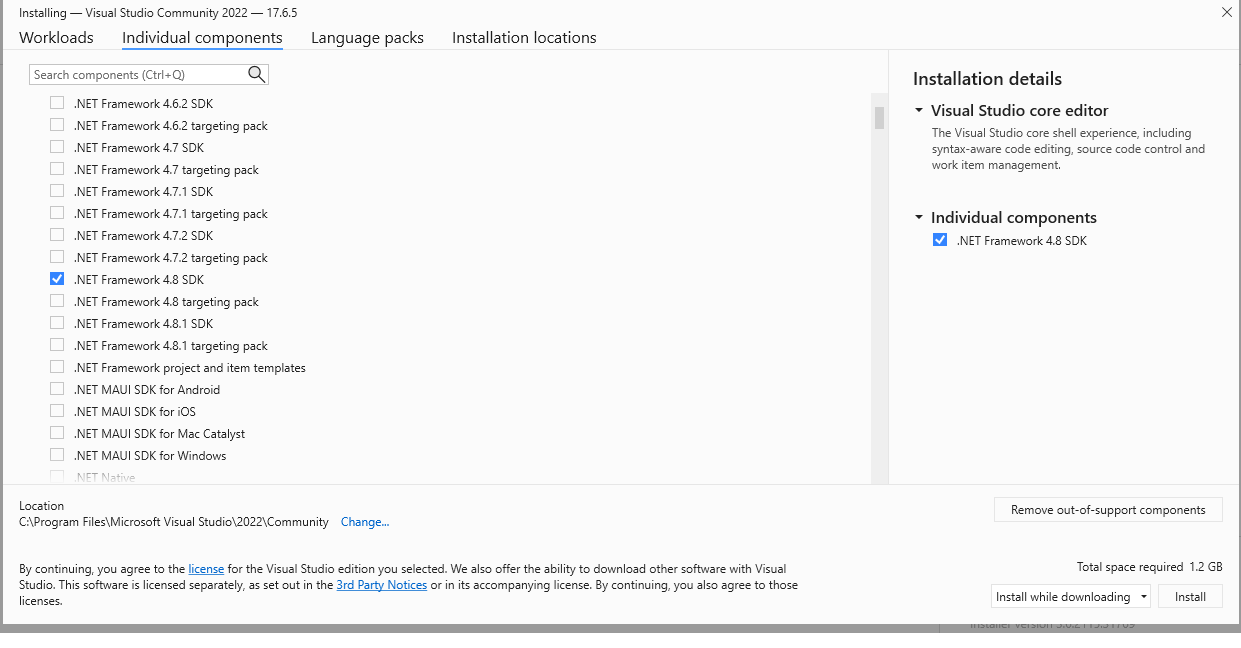 Installing — Visual Studio Community 2022 — 17.6.5
Workloads Individual components Language packs Installation locations
Search components (Ctrl+Q)
.NET Framework 4.6.2 SDK
.NET Framework 4.6.2 targeting pack
.NET Framework 4.7 SDK
.NET Framework 4.7 targeting pack
.NET Framework 4.7.1 SDK
.NET Framework 4.7.1 targeting pack
.NET Framework 4.7.2 SDK
.NET Framework 4.7.2 targeting pack
.NET Framework 4.8 SDK
.NET Framework 4.8 targeting pack
.NET Framework 4.8.1 SDK
.NET Framework 4.8.1 targeting pack
.NET Framework project and item templates
.NET MAUI SDK for Android
.NET MAUI SDK for iOS
.NET MAUI SDK for Mac Catalyst
.NET MAUI SDK for Windows
.NET Native
Installation details
Visual Studio core editor
The Visual Studio core shell experience, including
syntax-aware code editing, source code control and
work item management.
Individual components
.NET Framework 4.8 SDK
Location
C:\Program Files\Microsoft Visual Studio\2022\Community Change...
Remove out-of-support components
By continuing, you agree to the license for the Visual Studio edition you selected. We also offer the ability to download other software with Visual
Studio. This software is licensed separately, as set out in the 3rd Party Notices or in its accompanying license. By continuing, you also agree to those
licenses.
Total space required 1.2 GB
Install while downloading Install
Installer version